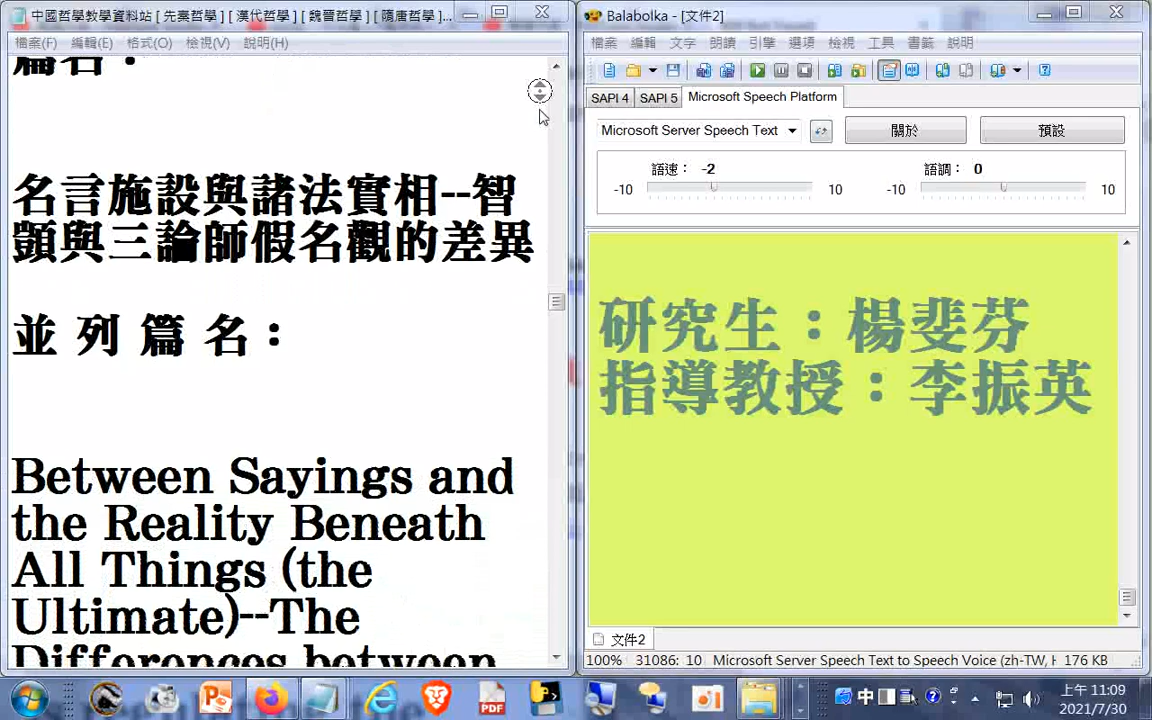 中國哲學教學資料站 [ 先秦哲學 ] [ 漢代哲學 ] [ 魏晉哲學 ] [ 隋唐哲學 ]...
檔案(F) 編輯(E) 格式(O) 檢視(V) 說明(H)
篇名：
名言施設與諸法實相--智
顗與三論師假名觀的差異
並 列 篇 名：
Between Sayings and
the Reality Beneath
All Things (the
Ultimate)--The
Differences between
Balabolka - [文件2]
檔案 編輯 文字 朗讀 引擎 選項 檢視 工具 書籤 說明
SAPI 4 SAPI 5 Microsoft Speech Platform
Microsoft Server Speech Text 關於 預設
語速： -2 語調： 0
-10 10 -10 10
研究生：楊斐芬
指導教授：李振英
文件2
100% 31086: 10 Microsoft Server Speech Text to Speech Voice (zh-TW, H 176 KB
中
上午 11:09
2021/7/30